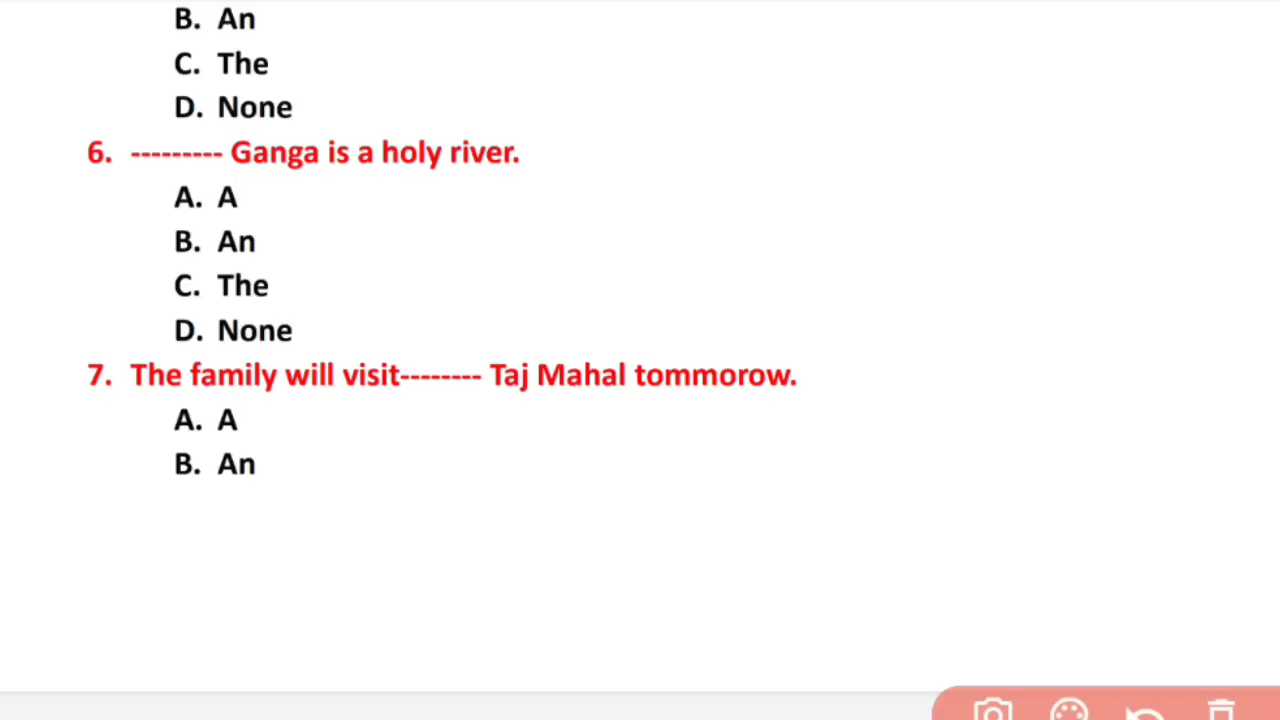 B. An
C. The
D. None
6. --------- Ganga is a holy river.
A. A
B. An
C. The
D. None
7. The family will visit-------- Taj Mahal tommorow.
A. A
B. An